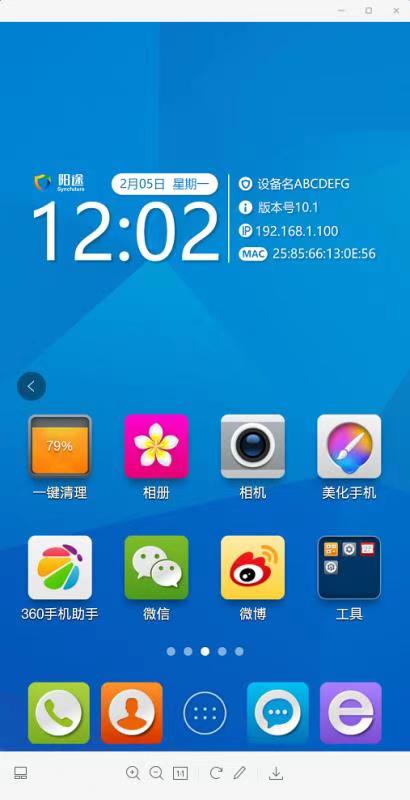 阳途
Syncfuture
2月05日 星期一
12:02
设备名ABCDEFG
版本号10.1
IP 192.168.1.100
MAC 25:85:66:13:0E:56
79%
一键清理
相册
相机
美化手机
360手机助手
微信
微博
工具
1:1